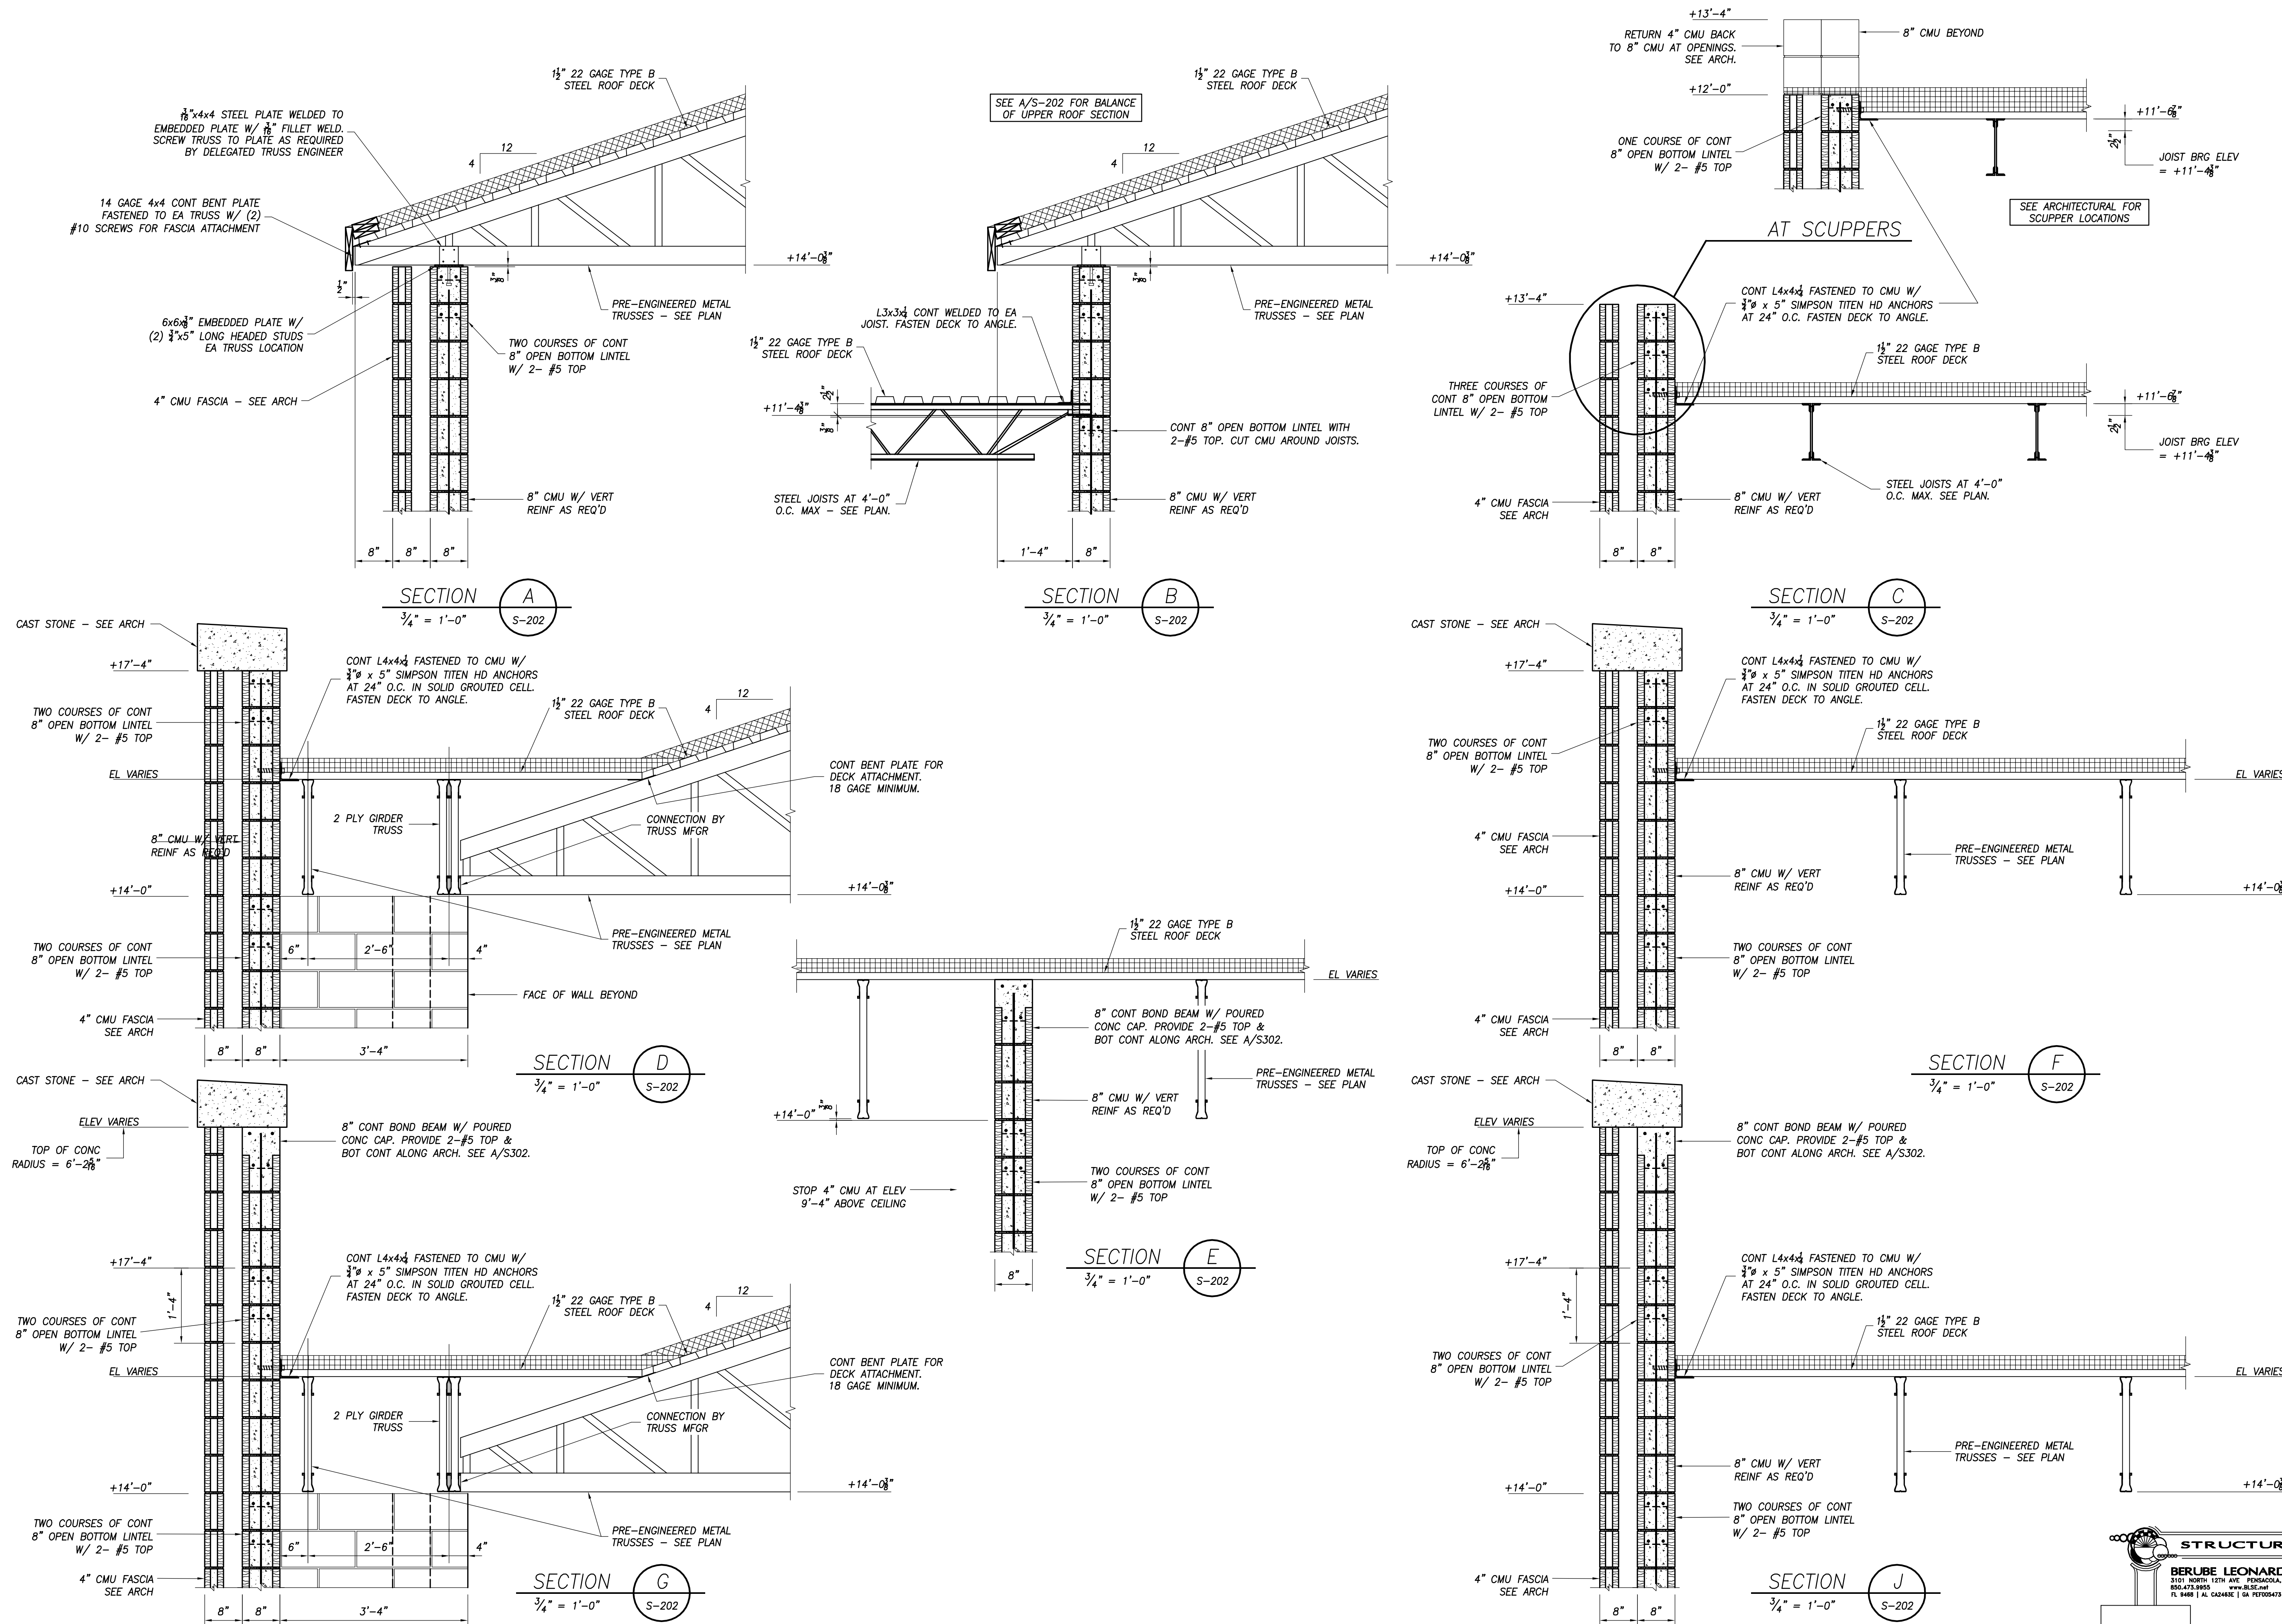 1½" 22 GAGE TYPE B
STEEL ROOF DECK
3/16"x4x4 STEEL PLATE WELDED TO
EMBEDDED PLATE W/ 3/16" FILLET WELD.
SCREW TRUSS TO PLATE AS REQUIRED
BY DELEGATED TRUSS ENGINEER
12
4
14 GAGE 4x4 CONT BENT PLATE
FASTENED TO EA TRUSS W/ (2)
#10 SCREWS FOR FASCIA ATTACHMENT
+14'-0⅜"
½"
⅜"
PRE-ENGINEERED METAL
TRUSSES - SEE PLAN
6x6x⅜" EMBEDDED PLATE W/
(2) ¾"x5" LONG HEADED STUDS
EA TRUSS LOCATION
TWO COURSES OF CONT
8" OPEN BOTTOM LINTEL
W/ 2- #5 TOP
4" CMU FASCIA - SEE ARCH
8" CMU W/ VERT
REINF AS REQ'D
8"
8"
8"
SECTION
A
¾" = 1'-0"
S-202
SEE A/S-202 FOR BALANCE
OF UPPER ROOF SECTION
1½" 22 GAGE TYPE B
STEEL ROOF DECK
12
4
+14'-0⅜"
⅜"
PRE-ENGINEERED METAL
TRUSSES - SEE PLAN
L3x3x¼ CONT WELDED TO EA
JOIST. FASTEN DECK TO ANGLE.
1½" 22 GAGE TYPE B
STEEL ROOF DECK
2½"
+11'-4⅜"
⅜"
CONT 8" OPEN BOTTOM LINTEL WITH
2-#5 TOP. CUT CMU AROUND JOISTS.
STEEL JOISTS AT 4'-0"
O.C. MAX - SEE PLAN.
8" CMU W/ VERT
REINF AS REQ'D
1'-4"
8"
SECTION
B
¾" = 1'-0"
S-202
+13'-4"
RETURN 4" CMU BACK
TO 8" CMU AT OPENINGS.
SEE ARCH.
8" CMU BEYOND
+12'-0"
+11'-6⅞"
2½"
ONE COURSE OF CONT
8" OPEN BOTTOM LINTEL
W/ 2- #5 TOP
JOIST BRG ELEV
= +11'-4⅜"
SEE ARCHITECTURAL FOR
SCUPPER LOCATIONS
AT SCUPPERS
+13'-4"
CONT L4x4x¼ FASTENED TO CMU W/
¾"ø x 5" SIMPSON TITEN HD ANCHORS
AT 24" O.C. FASTEN DECK TO ANGLE.
1½" 22 GAGE TYPE B
STEEL ROOF DECK
THREE COURSES OF
CONT 8" OPEN BOTTOM
LINTEL W/ 2- #5 TOP
+11'-6⅞"
2½"
JOIST BRG ELEV
= +11'-4⅜"
STEEL JOISTS AT 4'-0"
O.C. MAX. SEE PLAN.
4" CMU FASCIA
SEE ARCH
8" CMU W/ VERT
REINF AS REQ'D
8"
8"
SECTION
C
¾" = 1'-0"
S-202
CAST STONE - SEE ARCH
+17'-4"
CONT L4x4x¼ FASTENED TO CMU W/
¾"ø x 5" SIMPSON TITEN HD ANCHORS
AT 24" O.C. IN SOLID GROUTED CELL.
FASTEN DECK TO ANGLE.
TWO COURSES OF CONT
8" OPEN BOTTOM LINTEL
W/ 2- #5 TOP
1½" 22 GAGE TYPE B
STEEL ROOF DECK
12
4
EL VARIES
CONT BENT PLATE FOR
DECK ATTACHMENT.
18 GAGE MINIMUM.
2 PLY GIRDER
TRUSS
CONNECTION BY
TRUSS MFGR
8" CMU W/ VERT
REINF AS REQ'D
+14'-0"
+14'-0⅜"
PRE-ENGINEERED METAL
TRUSSES - SEE PLAN
TWO COURSES OF CONT
8" OPEN BOTTOM LINTEL
W/ 2- #5 TOP
6"
2'-6"
4"
FACE OF WALL BEYOND
4" CMU FASCIA
SEE ARCH
8"
8"
3'-4"
SECTION
D
¾" = 1'-0"
S-202
1½" 22 GAGE TYPE B
STEEL ROOF DECK
EL VARIES
8" CONT BOND BEAM W/ POURED
CONC CAP. PROVIDE 2-#5 TOP &
BOT CONT ALONG ARCH. SEE A/S302.
PRE-ENGINEERED METAL
TRUSSES - SEE PLAN
8" CMU W/ VERT
REINF AS REQ'D
+14'-0"
⅜"
TWO COURSES OF CONT
8" OPEN BOTTOM LINTEL
W/ 2- #5 TOP
STOP 4" CMU AT ELEV
9'-4" ABOVE CEILING
8"
SECTION
E
¾" = 1'-0"
S-202
CAST STONE - SEE ARCH
+17'-4"
CONT L4x4x¼ FASTENED TO CMU W/
¾"ø x 5" SIMPSON TITEN HD ANCHORS
AT 24" O.C. IN SOLID GROUTED CELL.
FASTEN DECK TO ANGLE.
TWO COURSES OF CONT
8" OPEN BOTTOM LINTEL
W/ 2- #5 TOP
1½" 22 GAGE TYPE B
STEEL ROOF DECK
EL VARIES
4" CMU FASCIA
SEE ARCH
PRE-ENGINEERED METAL
TRUSSES - SEE PLAN
8" CMU W/ VERT
REINF AS REQ'D
+14'-0"
+14'-0⅜
TWO COURSES OF CONT
8" OPEN BOTTOM LINTEL
W/ 2- #5 TOP
4" CMU FASCIA
SEE ARCH
8"
8"
SECTION
F
¾" = 1'-0"
S-202
CAST STONE - SEE ARCH
ELEV VARIES
TOP OF CONC
RADIUS = 6'-2 5/16"
8" CONT BOND BEAM W/ POURED
CONC CAP. PROVIDE 2-#5 TOP &
BOT CONT ALONG ARCH. SEE A/S302.
+17'-4"
1'-4"
CONT L4x4x¼ FASTENED TO CMU W/
¾"ø x 5" SIMPSON TITEN HD ANCHORS
AT 24" O.C. IN SOLID GROUTED CELL.
FASTEN DECK TO ANGLE.
TWO COURSES OF CONT
8" OPEN BOTTOM LINTEL
W/ 2- #5 TOP
1½" 22 GAGE TYPE B
STEEL ROOF DECK
12
4
EL VARIES
CONT BENT PLATE FOR
DECK ATTACHMENT.
18 GAGE MINIMUM.
2 PLY GIRDER
TRUSS
CONNECTION BY
TRUSS MFGR
+14'-0"
+14'-0⅜"
PRE-ENGINEERED METAL
TRUSSES - SEE PLAN
TWO COURSES OF CONT
8" OPEN BOTTOM LINTEL
W/ 2- #5 TOP
6"
2'-6"
4"
4" CMU FASCIA
SEE ARCH
8"
8"
3'-4"
SECTION
G
¾" = 1'-0"
S-202
CAST STONE - SEE ARCH
ELEV VARIES
TOP OF CONC
RADIUS = 6'-2 5/16"
8" CONT BOND BEAM W/ POURED
CONC CAP. PROVIDE 2-#5 TOP &
BOT CONT ALONG ARCH. SEE A/S302.
+17'-4"
1'-4"
CONT L4x4x¼ FASTENED TO CMU W/
¾"ø x 5" SIMPSON TITEN HD ANCHORS
AT 24" O.C. IN SOLID GROUTED CELL.
FASTEN DECK TO ANGLE.
1½" 22 GAGE TYPE B
STEEL ROOF DECK
TWO COURSES OF CONT
8" OPEN BOTTOM LINTEL
W/ 2- #5 TOP
EL VARIES
PRE-ENGINEERED METAL
TRUSSES - SEE PLAN
8" CMU W/ VERT
REINF AS REQ'D
+14'-0"
+14'-0⅜
TWO COURSES OF CONT
8" OPEN BOTTOM LINTEL
W/ 2- #5 TOP
4" CMU FASCIA
SEE ARCH
8"
8"
SECTION
J
¾" = 1'-0"
S-202
STRUCTUR
BERUBE LEONARD
3101 NORTH 12TH AVE PENSACOLA,
850.473.9955 www.BLSE.net
FL 9468 | AL CA2463E | GA PEF005473